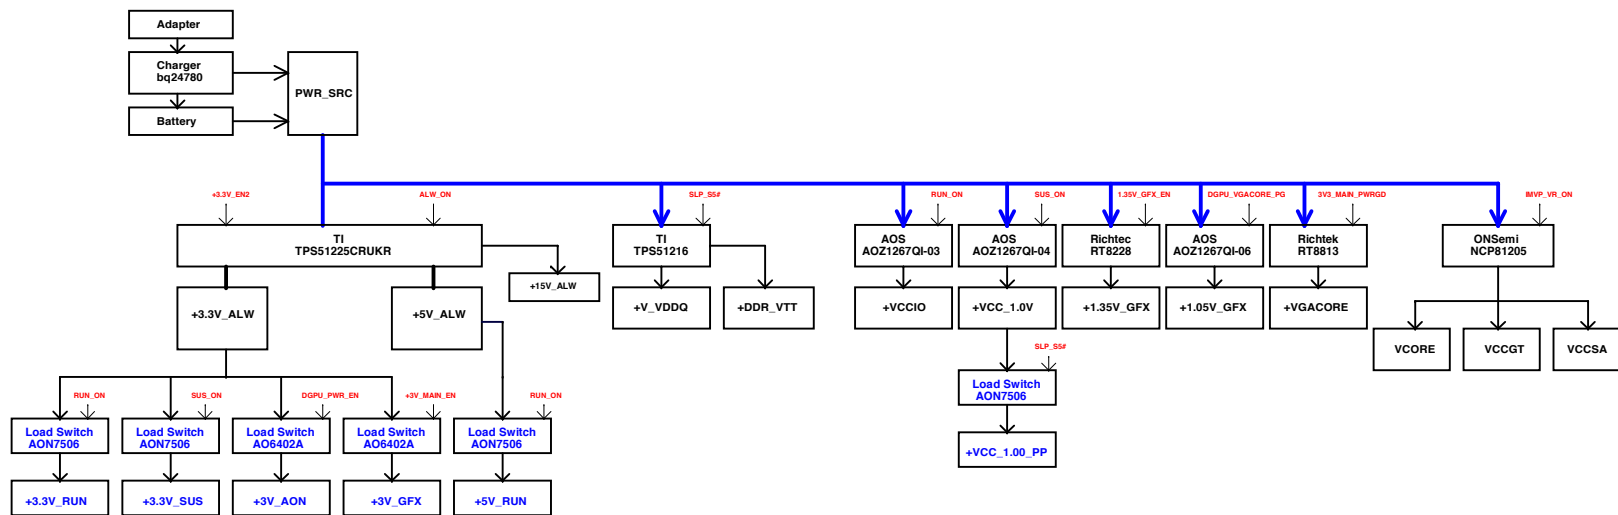 Adapter
Charger
bq24780
PWR_SRC
Battery
+3.3V_EN2
ALW_ON
SLP_S5#
RUN_ON
SUS_ON
1.35V_GFX_EN
DGPU_VGACORE_PG
3V3_MAIN_PWRGD
IMVP_VR_ON
TI
TPS51225CRUKR
TI
TPS51216
AOS
AOZ1267QI-03
AOS
AOZ1267QI-04
Richtec
RT8228
AOS
AOZ1267QI-06
Richtek
RT8813
ONSemi
NCP81205
+15V_ALW
+3.3V_ALW
+5V_ALW
+V_VDDQ
+DDR_VTT
+VCCIO
+VCC_1.0V
+1.35V_GFX
+1.05V_GFX
+VGACORE
VCORE
VCCGT
VCCSA
SLP_S5#
Load Switch
AON7506
+VCC_1.00_PP
RUN_ON
SUS_ON
DGPU_PWR_EN
+3V_MAIN_EN
RUN_ON
Load Switch
AON7506
Load Switch
AON7506
Load Switch
AO6402A
Load Switch
AO6402A
Load Switch
AON7506
+3.3V_RUN
+3.3V_SUS
+3V_AON
+3V_GFX
+5V_RUN